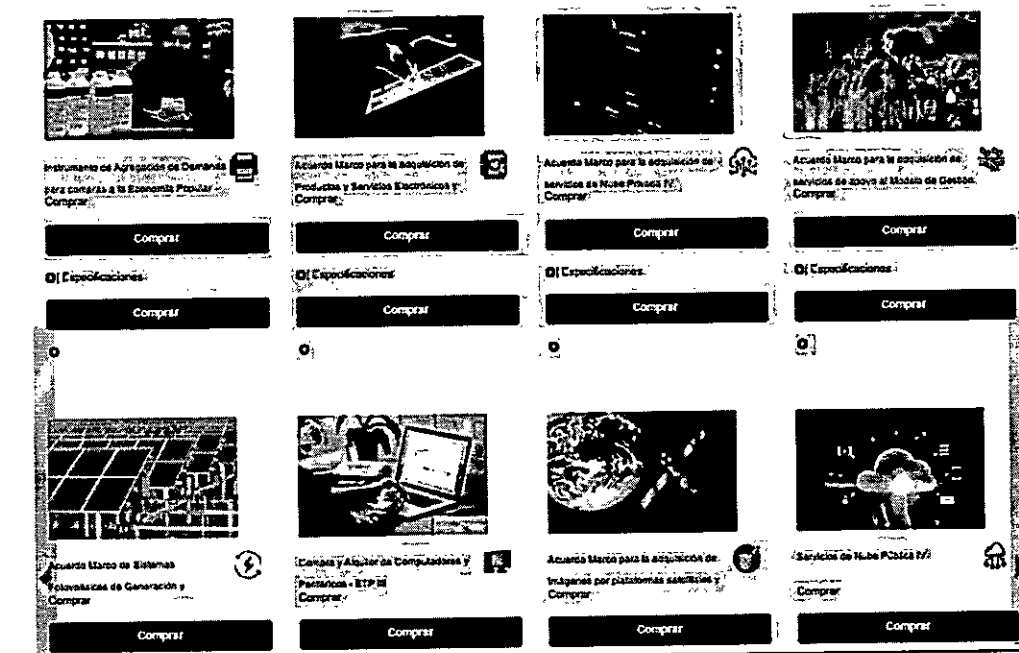 Instrumento de Agregación de Demanda
para compras a la Economía Popular
Comprar
Comprar
Especificaciones
Comprar
Acuerdo Marco para la adquisición de
Productos y Servicios Electrónicos y
Comprar
Comprar
Especificaciones
Comprar
Acuerdo Marco para la adquisición de
servicios de Nube Privada IV
Comprar
Comprar
Especificaciones
Comprar
Acuerdo Marco para la adquisición de
servicios de apoyo al Modelo de Gestión
Comprar
Comprar
Especificaciones
Comprar
Acuerdo Marco de Sistemas
Fotovoltaicos de Generación y
Comprar
Comprar
Compra y Alquiler de Computadores y
Periféricos - ETP III
Comprar
Comprar
Acuerdo Marco para la adquisición de
Imágenes por plataformas satelitales y
Comprar
Comprar
Servicios de Nube Pública IV
Comprar
Comprar